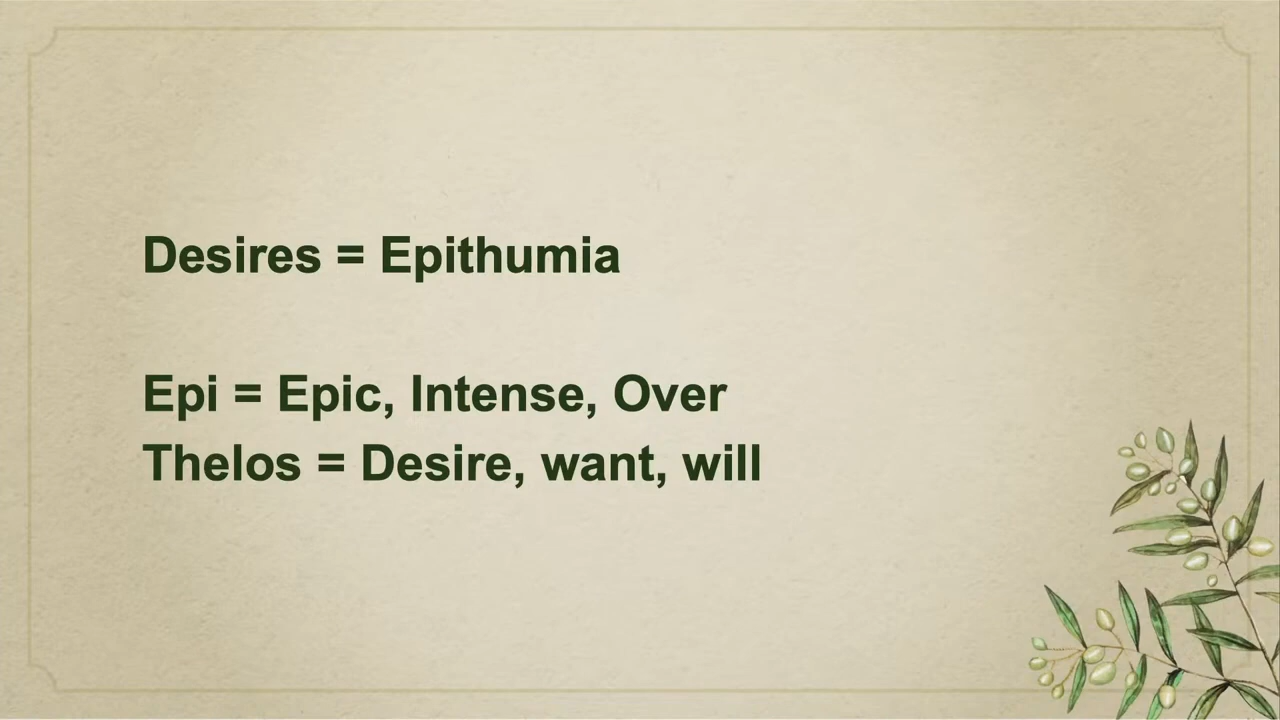 Desires = Epithumia
Epi = Epic, Intense, Over
Thelos = Desire, want, will